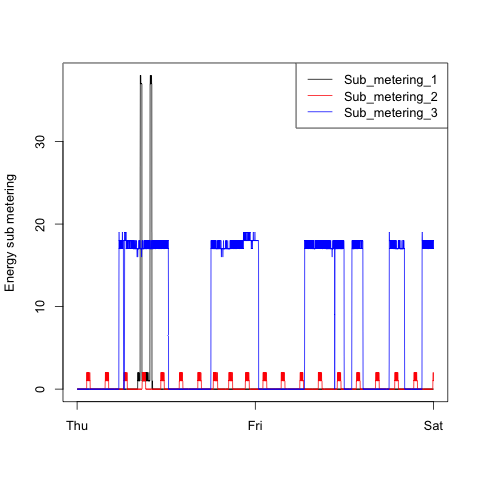 Sub_metering_1
Sub_metering_2
Sub_metering_3
Energy sub metering
30
20
10
0
Thu Fri Sat